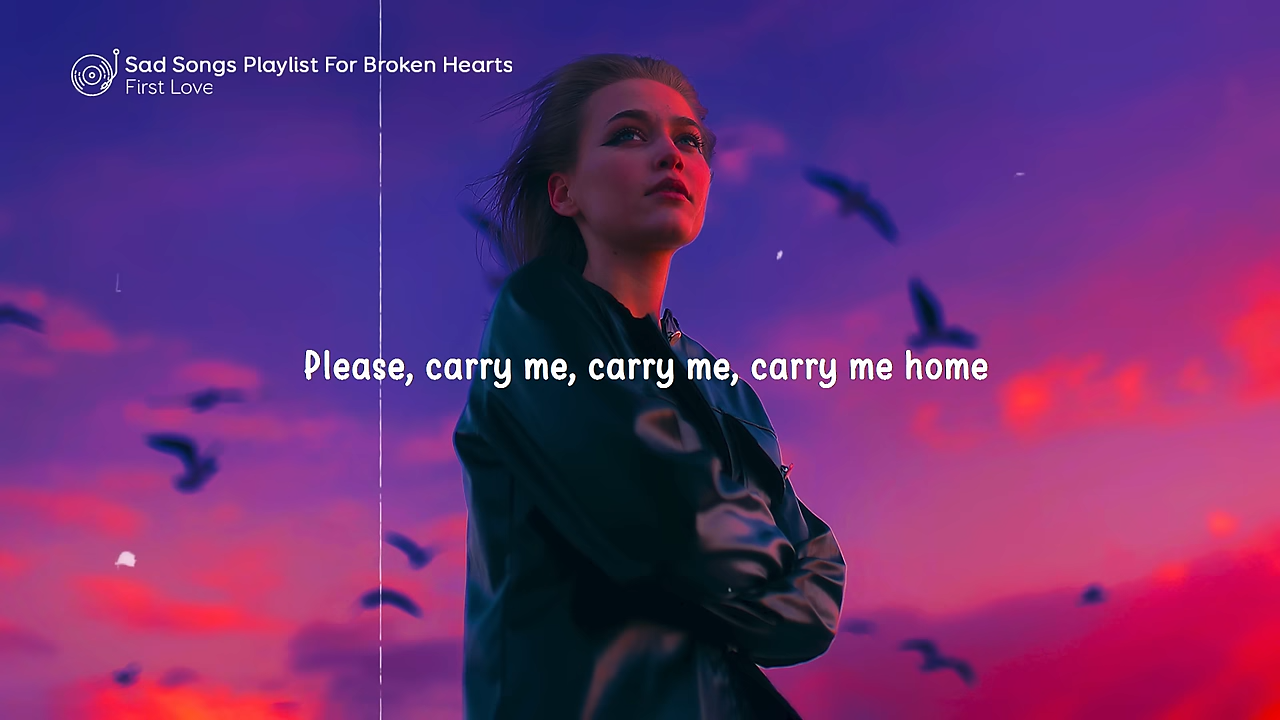 Sad Songs Playlist For Broken Hearts
First Love
Please, carry me, carry me, carry me home